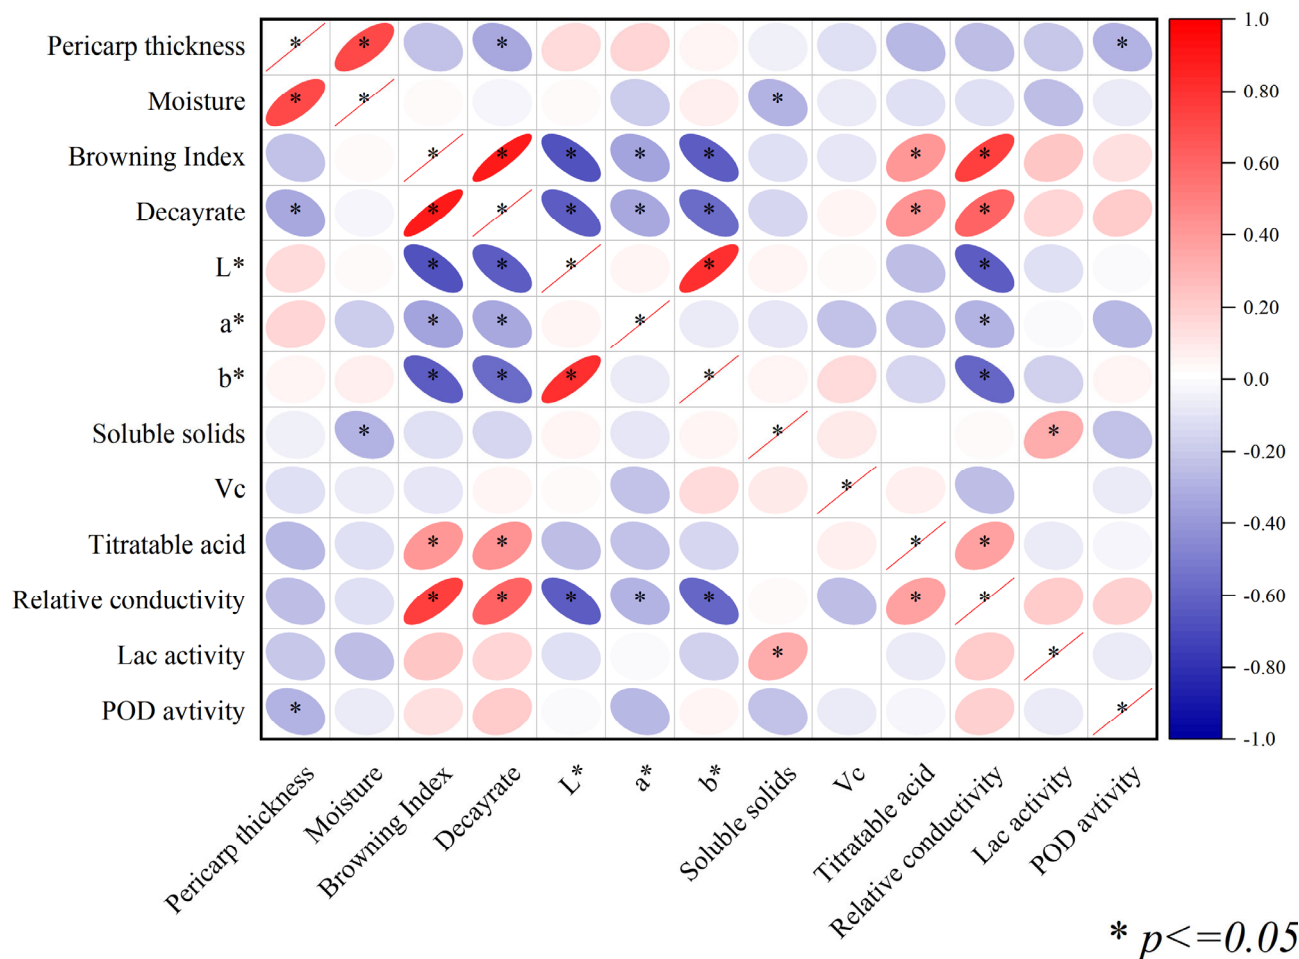 Pericarp thickness * * * * 1.0
Moisture * * * 0.80
Browning Index * * * * * * * 0.60
Decayrate * * * * * * * *
L* * * * * * 0.40
a* * * * * 0.20
b* * * * * * 0.0
Soluble solids * * * -0.20
Vc *
Titratable acid * * * * -0.40
Relative conductivity * * * * * * * -0.60
Lac activity * * -0.80
POD avtivity * * -1.0
Pericarp thickness
Moisture
Browning Index
Decayrate
L*
a*
b*
Soluble solids
Vc
Titratable acid
Relative conductivity
Lac activity
POD avtivity
* p<=0.05